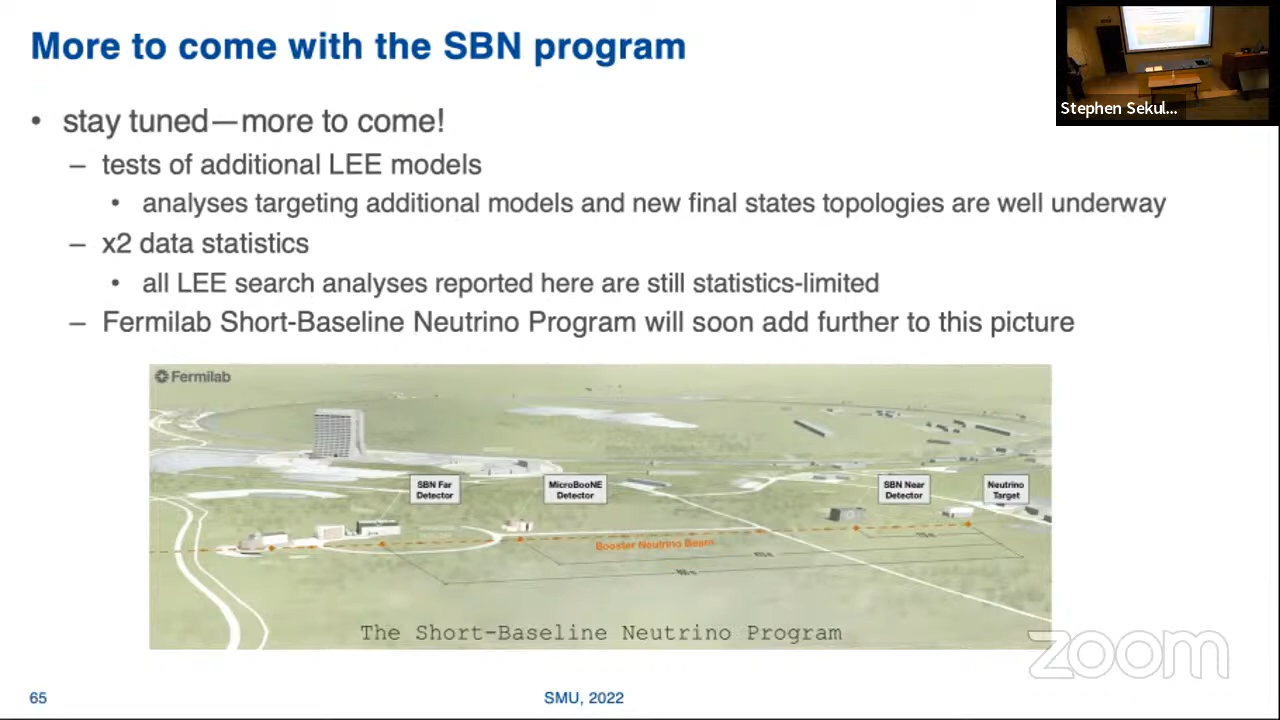 More to come with the SBN program
Stephen Sekul...
• stay tuned—more to come!
– tests of additional LEE models
• analyses targeting additional models and new final states topologies are well underway
– x2 data statistics
• all LEE search analyses reported here are still statistics-limited
– Fermilab Short-Baseline Neutrino Program will soon add further to this picture
Fermilab
SBN Far
Detector
MicroBooNE
Detector
SBN Near
Detector
Neutrino
Target
Booster Neutrino Beam
The Short-Baseline Neutrino Program
zoom
65
SMU, 2022